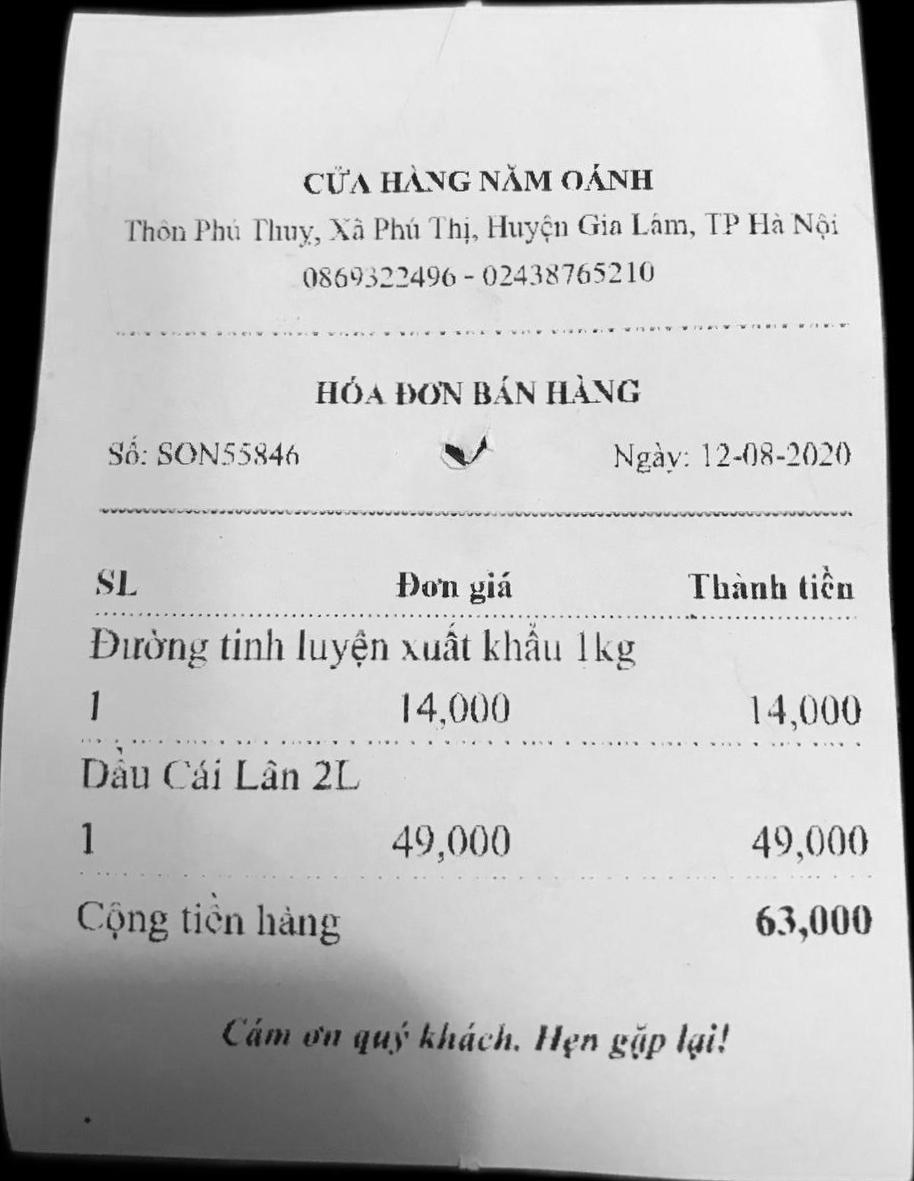 CỬA HÀNG NĂM OÁNH
Thôn Phú Thuỵ, Xã Phú Thị, Huyện Gia Lâm, TP Hà Nội
0869322496 - 02438765210
HÓA ĐƠN BÁN HÀNG
Số: SON55846 Ngày: 12-08-2020
SL Đơn giá Thành tiền
Đường tinh luyện xuất khẩu 1kg
1 14,000 14,000
Dầu Cái Lân 2L
1 49,000 49,000
Cộng tiền hàng 63,000
Cám ơn quý khách. Hẹn gặp lại!